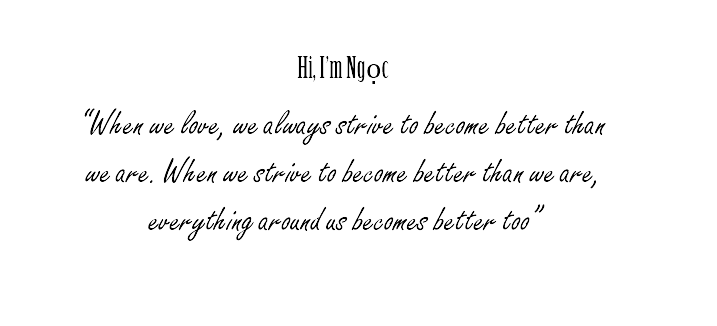 Hi, I'm Ngọc
“When we love, we always strive to become better than
we are. When we strive to become better than we are,
everything around us becomes better too”